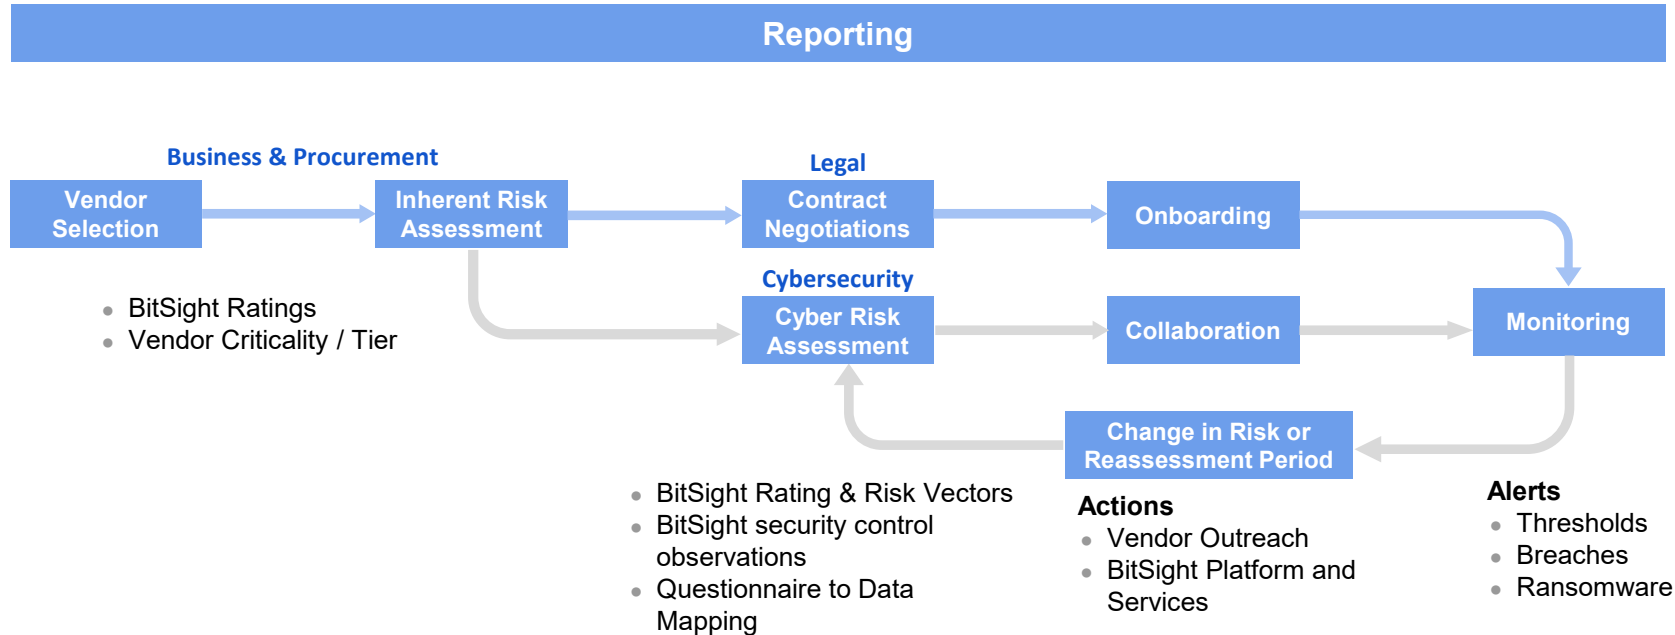 Reporting
Business & Procurement
Legal
Vendor
Selection
Inherent Risk
Assessment
Contract
Negotiations
Onboarding
Cybersecurity
BitSight Ratings
Vendor Criticality / Tier
Cyber Risk
Assessment
Collaboration
Monitoring
Change in Risk or
Reassessment Period
BitSight Rating & Risk Vectors
BitSight security control
observations
Questionnaire to Data
Mapping
Actions
Vendor Outreach
BitSight Platform and
Services
Alerts
Thresholds
Breaches
Ransomware